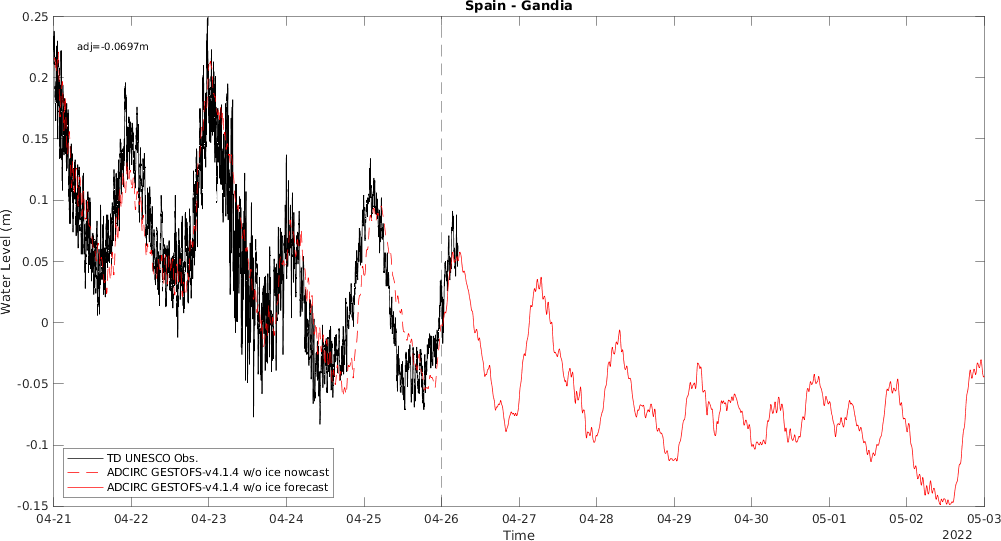 Spain - Gandia
adj=-0.0697m
0.25
0.2
0.15
0.1
0.05
0
-0.05
-0.1
-0.15
Water Level (m)
TD UNESCO Obs.
ADCIRC GESTOFS-v4.1.4 w/o ice nowcast
ADCIRC GESTOFS-v4.1.4 w/o ice forecast
04-21 04-22 04-23 04-24 04-25 04-26 04-27 04-28 04-29 04-30 05-01 05-02 05-03
Time
2022